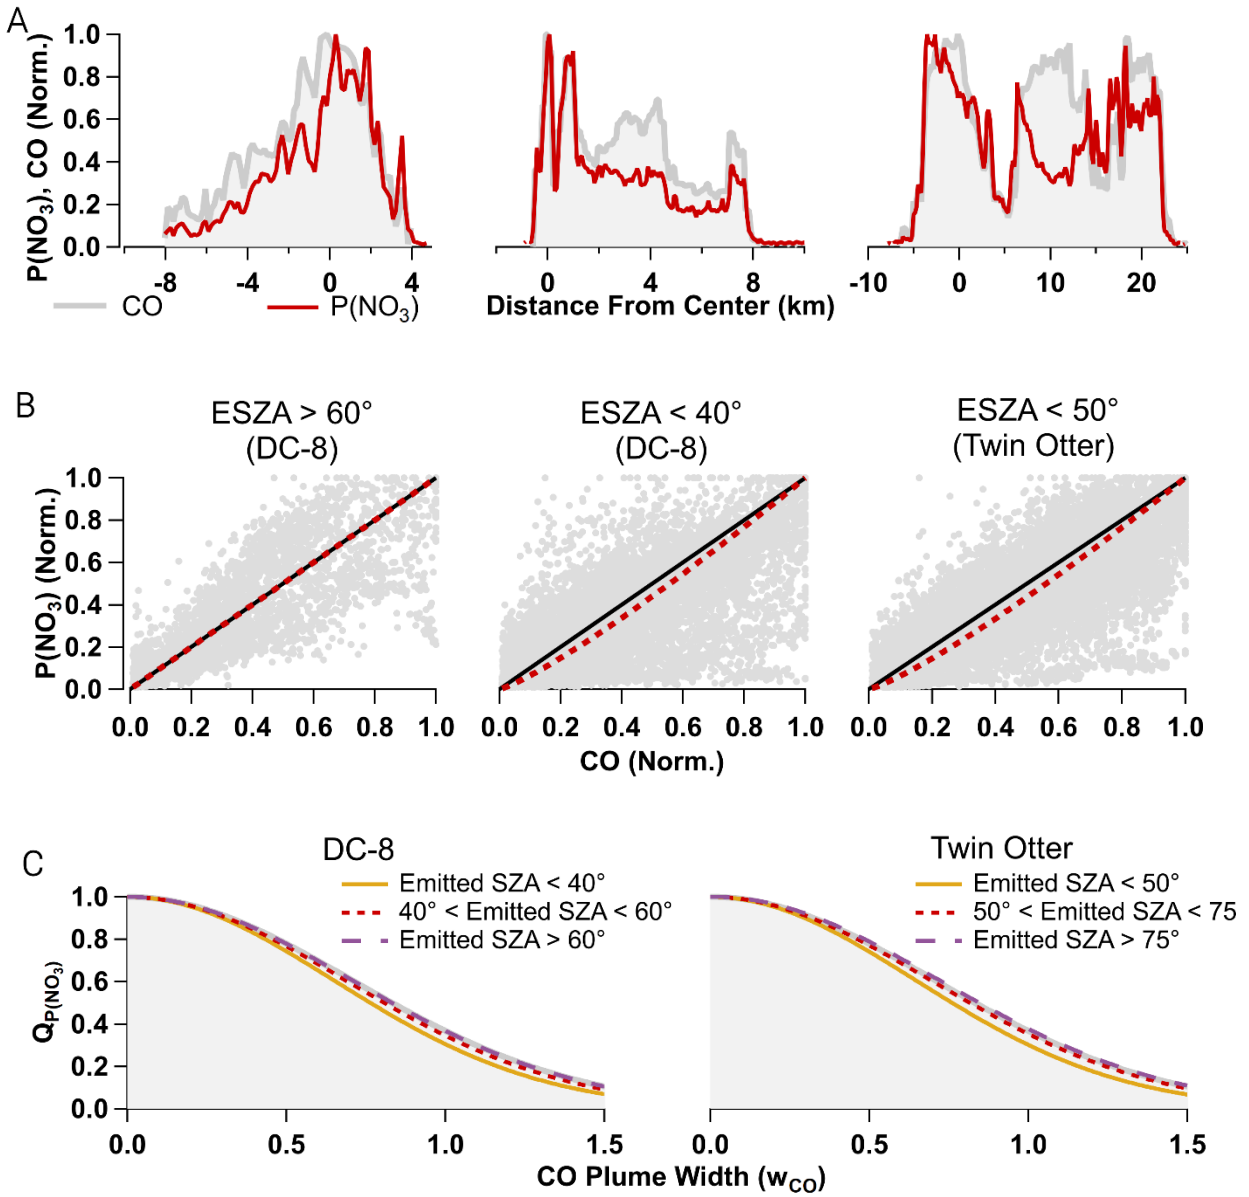 A
P(NO3), CO (Norm.)
1.0
0.8
0.6
0.4
0.2
0.0
-8 -4 0 4
0 4 8
-10 0 10 20
CO P(NO3)
Distance From Center (km)
B
ESZA > 60°
(DC-8)
ESZA < 40°
(DC-8)
ESZA < 50°
(Twin Otter)
P(NO3) (Norm.)
1.0
0.8
0.6
0.4
0.2
0.0
0.0 0.2 0.4 0.6 0.8 1.0
0.0 0.2 0.4 0.6 0.8 1.0
0.0 0.2 0.4 0.6 0.8 1.0
CO (Norm.)
C
DC-8
Emitted SZA < 40°
40° < Emitted SZA < 60°
Emitted SZA > 60°
Twin Otter
Emitted SZA < 50°
50° < Emitted SZA < 75
Emitted SZA > 75°
QP(NO3)
1.0
0.8
0.6
0.4
0.2
0.0
0.0 0.5 1.0 1.5
0.0 0.5 1.0 1.5
CO Plume Width (wCO)